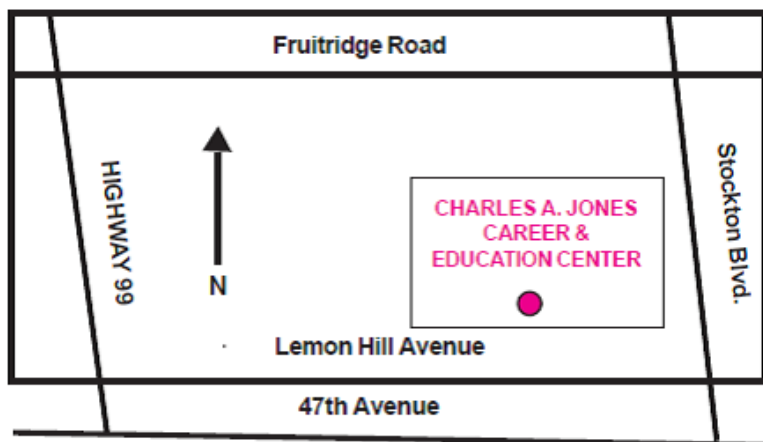 Fruitridge Road
HIGHWAY 99
N
CHARLES A. JONES
CAREER &
EDUCATION CENTER
Stockton Blvd.
Lemon Hill Avenue
47th Avenue